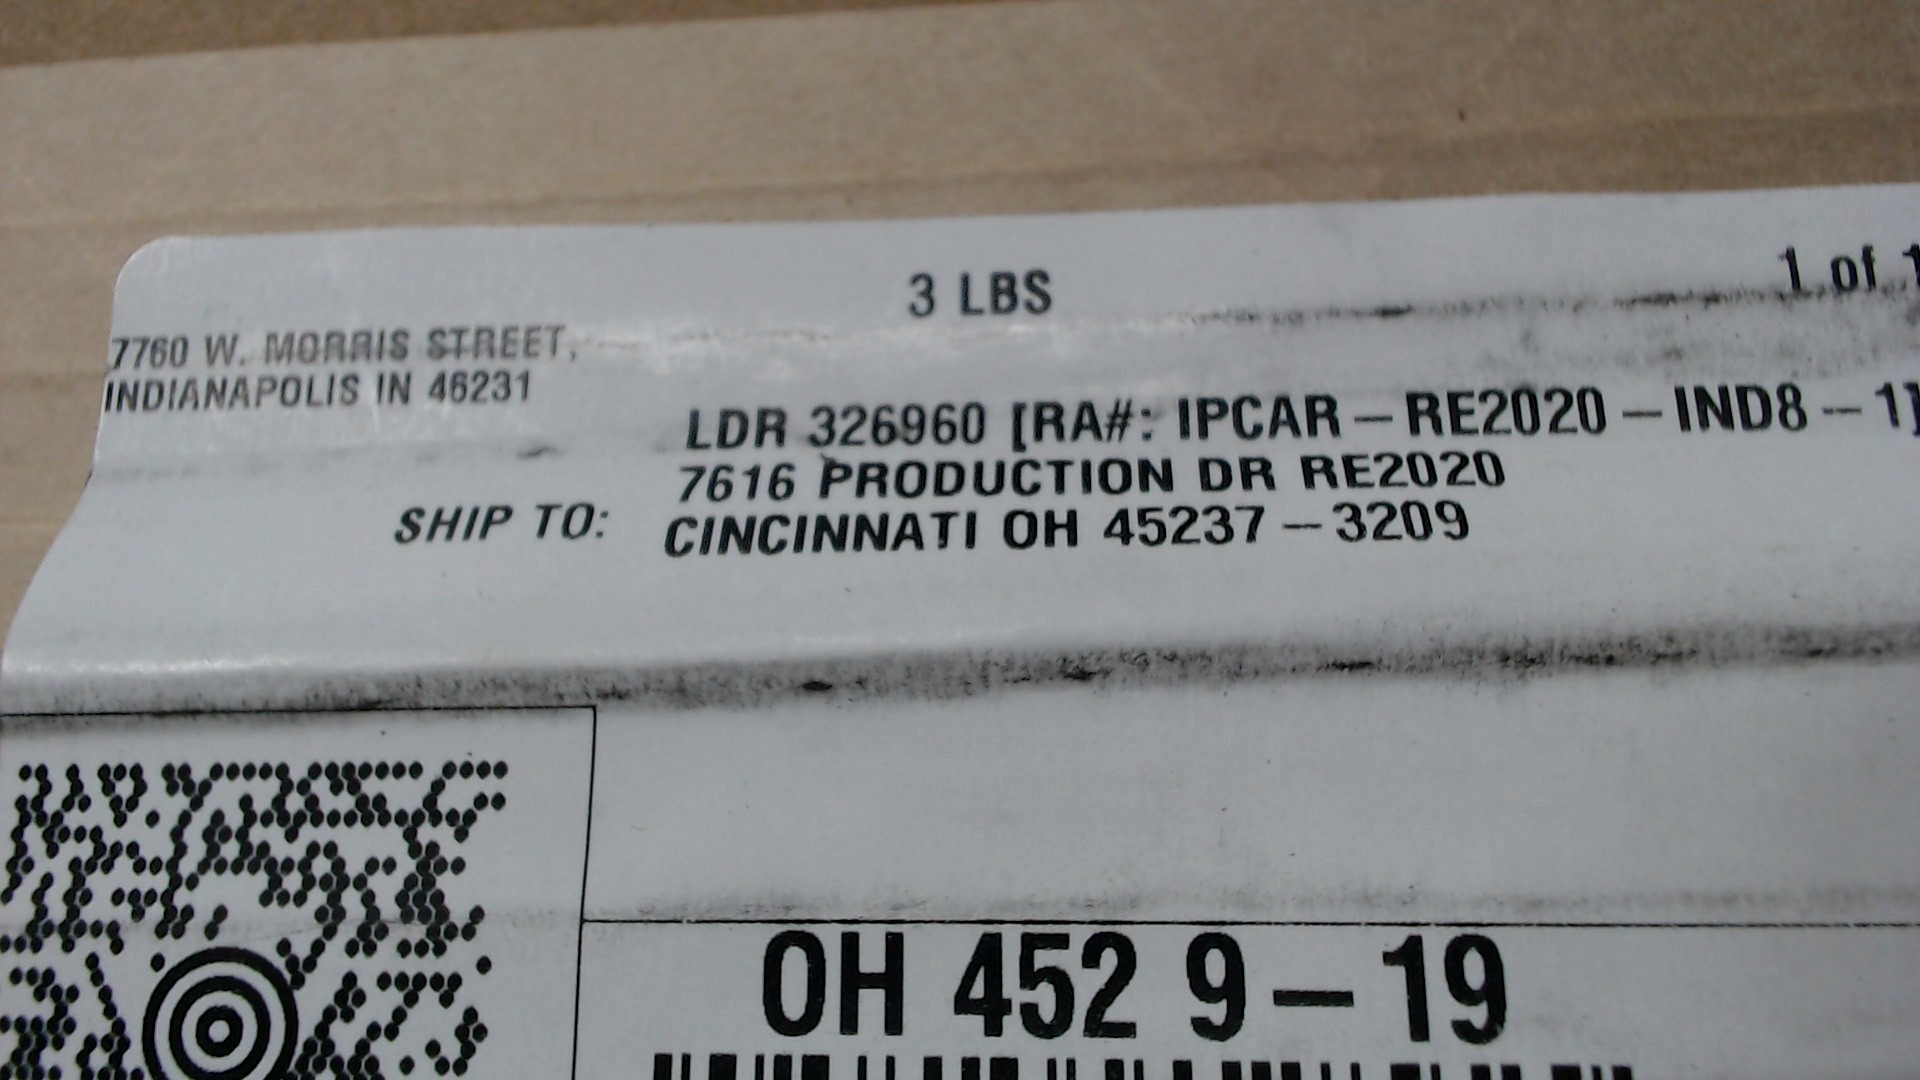 3 LBS
1 of 1
7760 W. MORRIS STREET,
INDIANAPOLIS IN 46231
LDR 326960 [RA#: IPCAR-RE2020-IND8-1]
7616 PRODUCTION DR RE2020
SHIP TO: CINCINNATI OH 45237-3209
OH 452 9-19